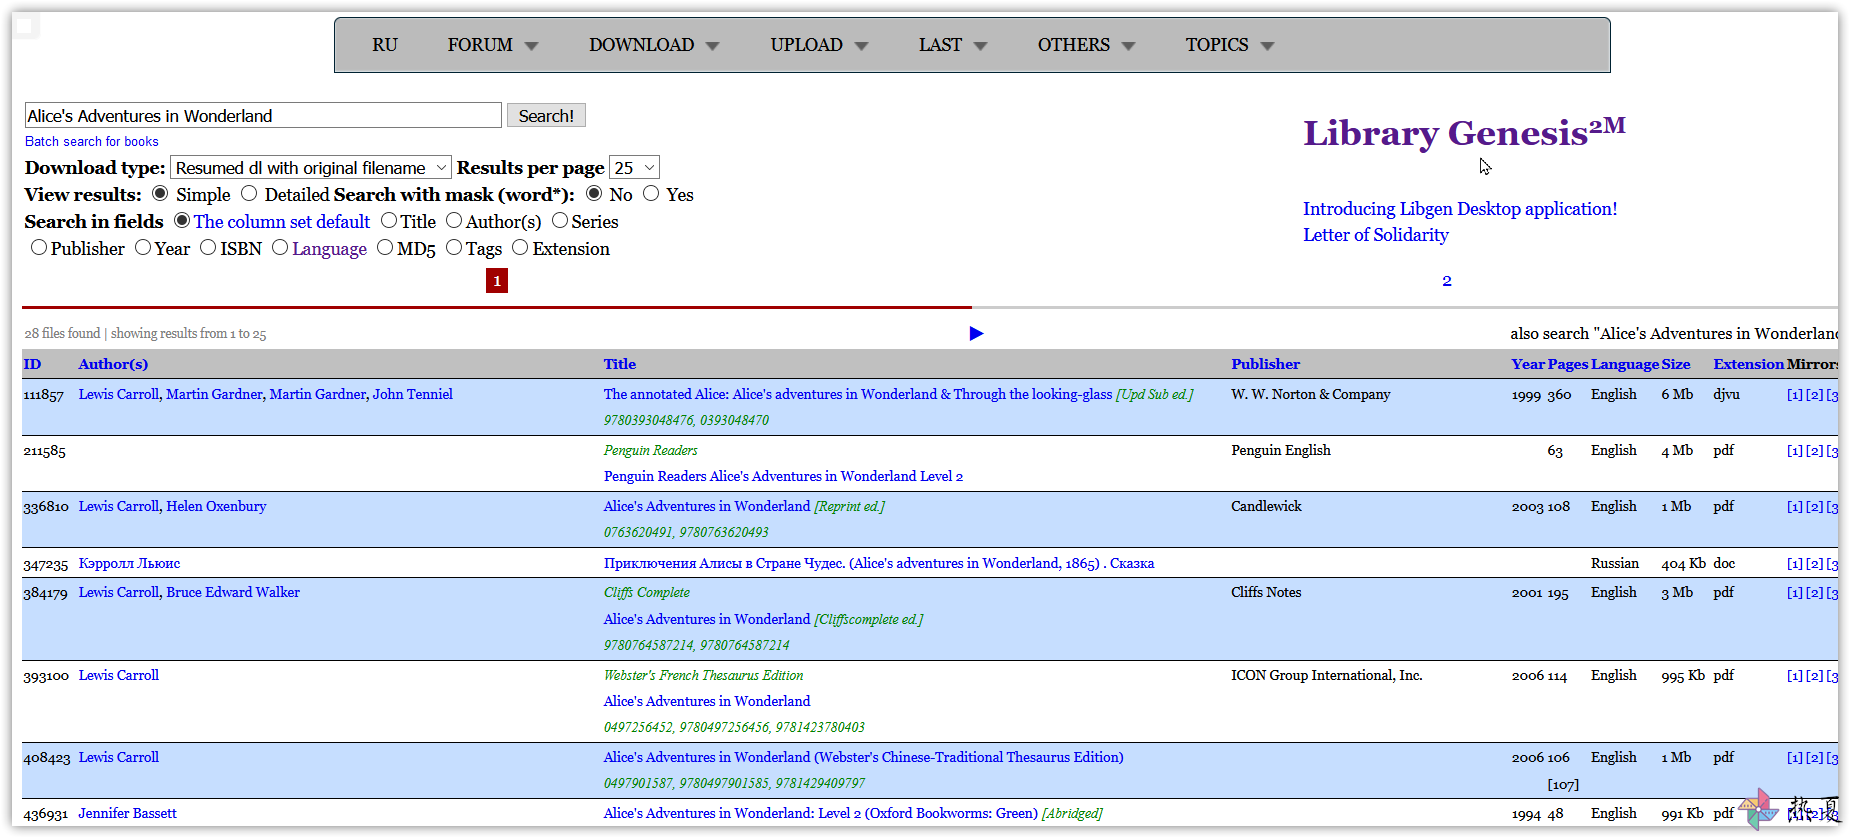 RU FORUM DOWNLOAD UPLOAD LAST OTHERS TOPICS
Alice's Adventures in Wonderland Search!
Batch search for books
Download type: Resumed dl with original filename Results per page 25
View results: Simple Detailed Search with mask (word*): No Yes
Search in fields The column set default Title Author(s) Series
Publisher Year ISBN Language MD5 Tags Extension
Library Genesis2M
Introducing Libgen Desktop application!
Letter of Solidarity
1 2
28 files found | showing results from 1 to 25 ▶ also search "Alice's Adventures in Wonderland
ID Author(s) Title Publisher Year Pages Language Size Extension Mirrors
111857 Lewis Carroll, Martin Gardner, Martin Gardner, John Tenniel The annotated Alice: Alice's adventures in Wonderland & Through the looking-glass [Upd Sub ed.] W. W. Norton & Company 1999 360 English 6 Mb djvu [1] [2] [3
9780393048476, 0393048470
211585 Penguin Readers Penguin English 63 English 4 Mb pdf [1] [2] [3
Penguin Readers Alice's Adventures in Wonderland Level 2
336810 Lewis Carroll, Helen Oxenbury Alice's Adventures in Wonderland [Reprint ed.] Candlewick 2003 108 English 1 Mb pdf [1] [2] [3
0763620491, 9780763620493
347235 Кэрролл Льюис Приключения Алисы в Стране Чудес. (Alice's adventures in Wonderland, 1865) . Сказка Russian 404 Kb doc [1] [2] [3
384179 Lewis Carroll, Bruce Edward Walker Cliffs Complete Cliffs Notes 2001 195 English 3 Mb pdf [1] [2] [3
Alice's Adventures in Wonderland [Cliffscomplete ed.]
9780764587214, 9780764587214
393100 Lewis Carroll Webster's French Thesaurus Edition ICON Group International, Inc. 2006 114 English 995 Kb pdf [1] [2] [3
Alice's Adventures in Wonderland
0497256452, 9780497256456, 9781423780403
408423 Lewis Carroll Alice's Adventures in Wonderland (Webster's Chinese-Traditional Thesaurus Edition) 2006 106 English 1 Mb pdf [1] [2] [3
0497901587, 9780497901585, 9781429409797 [107]
436931 Jennifer Bassett Alice's Adventures in Wonderland: Level 2 (Oxford Bookworms: Green) [Abridged] 1994 48 English 991 Kb pdf [1] [2] [3
热夏